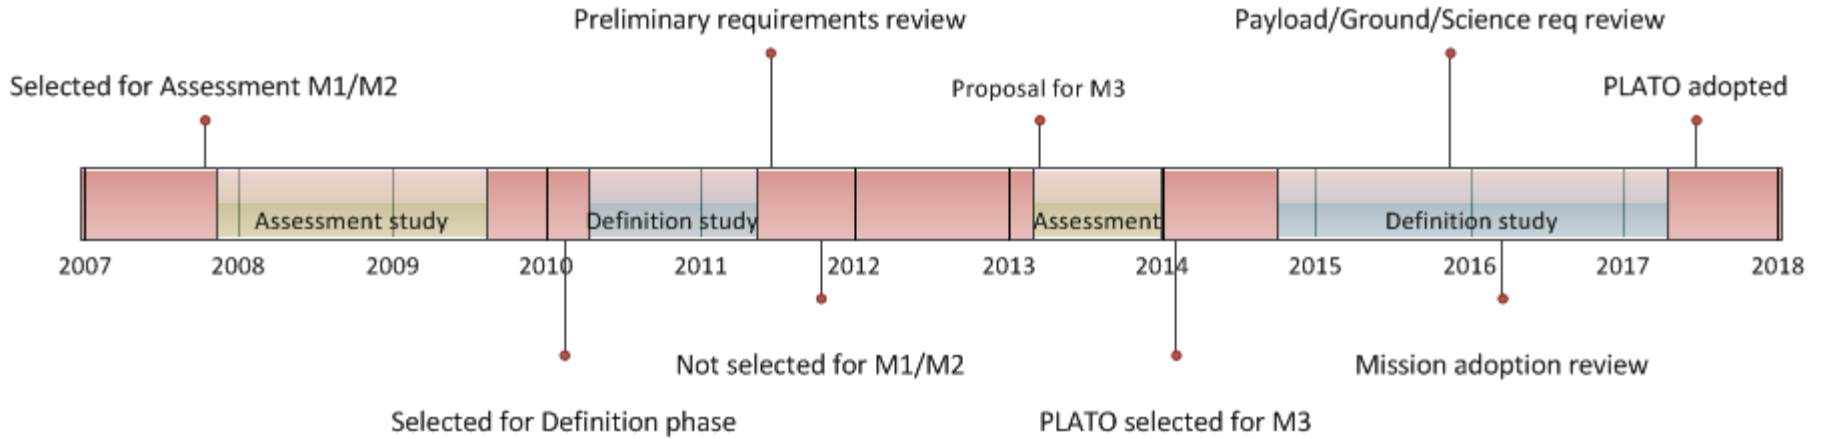 Preliminary requirements review
Payload/Ground/Science req review
Selected for Assessment M1/M2
Proposal for M3
PLATO adopted
Assessment study
Definition study
Assessment
Definition study
2007
2008
2009
2010
2011
2012
2013
2014
2015
2016
2017
2018
Not selected for M1/M2
Mission adoption review
Selected for Definition phase
PLATO selected for M3